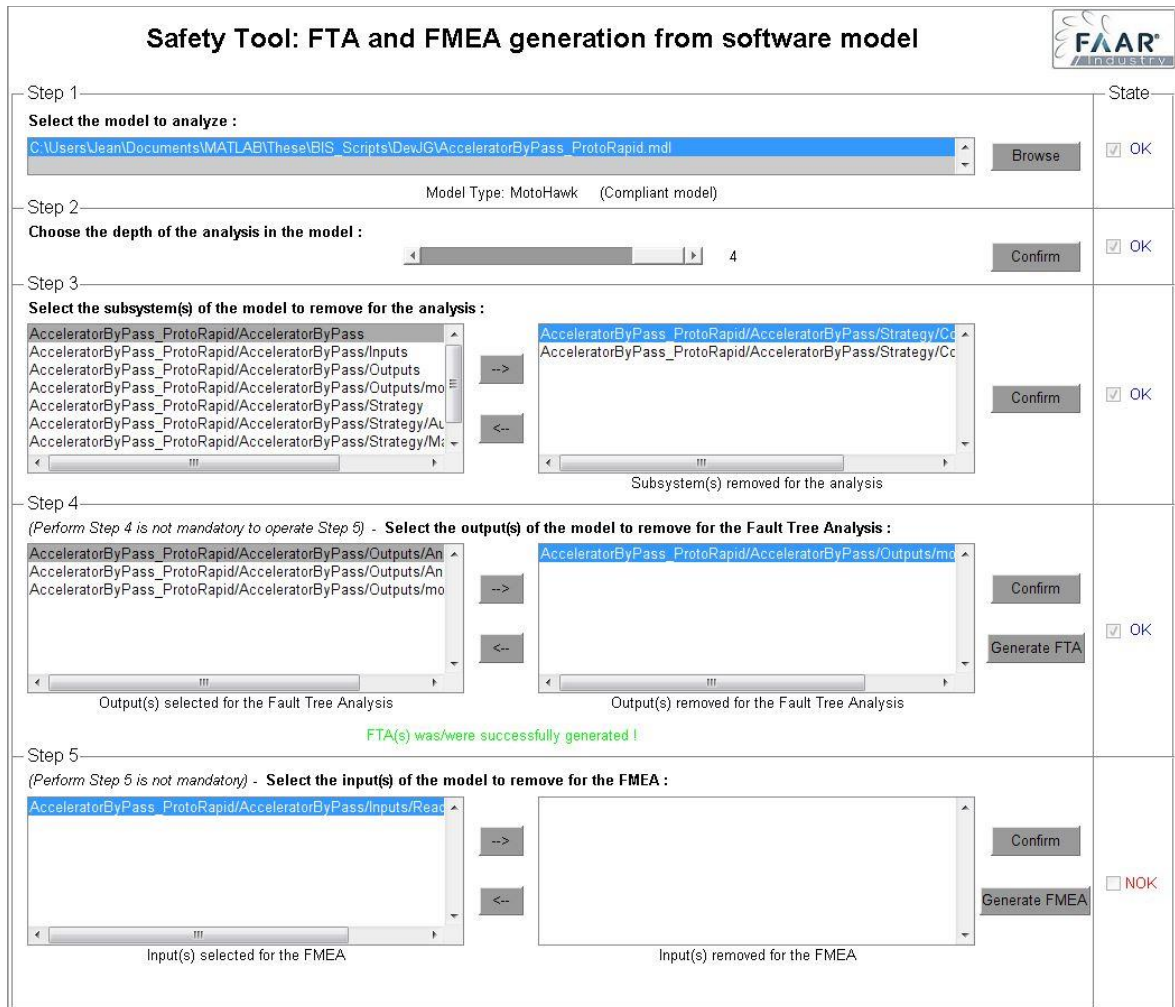 Safety Tool: FTA and FMEA generation from software model
FAAR
Industry
Step 1
State
Select the model to analyze :
C:\Users\Jean\Documents\MATLAB\These\BIS_Scripts\DevJG\AcceleratorByPass_ProtoRapid.mdl
Browse
OK
Model Type: MotoHawk (Compliant model)
Step 2
Choose the depth of the analysis in the model :
4
Confirm
OK
Step 3
Select the subsystem(s) of the model to remove for the analysis :
AcceleratorByPass_ProtoRapid/AcceleratorByPass
AcceleratorByPass_ProtoRapid/AcceleratorByPass/Inputs
AcceleratorByPass_ProtoRapid/AcceleratorByPass/Outputs
AcceleratorByPass_ProtoRapid/AcceleratorByPass/Outputs/mo
AcceleratorByPass_ProtoRapid/AcceleratorByPass/Strategy
AcceleratorByPass_ProtoRapid/AcceleratorByPass/Strategy/Au
AcceleratorByPass_ProtoRapid/AcceleratorByPass/Strategy/Ma
-->
<--
AcceleratorByPass_ProtoRapid/AcceleratorByPass/Strategy/Co
AcceleratorByPass_ProtoRapid/AcceleratorByPass/Strategy/Co
Confirm
OK
Subsystem(s) removed for the analysis
Step 4
(Perform Step 4 is not mandatory to operate Step 5) - Select the output(s) of the model to remove for the Fault Tree Analysis :
AcceleratorByPass_ProtoRapid/AcceleratorByPass/Outputs/An
AcceleratorByPass_ProtoRapid/AcceleratorByPass/Outputs/An
AcceleratorByPass_ProtoRapid/AcceleratorByPass/Outputs/mo
-->
<--
AcceleratorByPass_ProtoRapid/AcceleratorByPass/Outputs/mo
Confirm
Generate FTA
OK
Output(s) selected for the Fault Tree Analysis
Output(s) removed for the Fault Tree Analysis
FTA(s) was/were successfully generated !
Step 5
(Perform Step 5 is not mandatory) - Select the input(s) of the model to remove for the FMEA :
AcceleratorByPass_ProtoRapid/AcceleratorByPass/Inputs/Read
-->
<--
Confirm
Generate FMEA
NOK
Input(s) selected for the FMEA
Input(s) removed for the FMEA